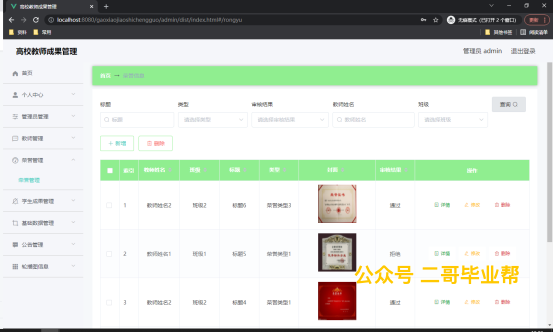 高校教师成果管理
localhost:8080/gaoxiaojiaoshichengguo/admin/dist/index.html#/rongyu
无痕模式（已打开 2 个窗口）
更新
资料 常用
其他书签 阅读清单
高校教师成果管理
管理员 admin 退出登录
首页
首页
个人中心
管理员管理
教师管理
荣誉管理
荣誉管理
学生成果管理
基础数据管理
公告管理
轮播图信息
标题 类型 审核结果 教师姓名 班级
标题 请选择类型 请选择审核结果 教师姓名 请选择班级 查询
+ 新增 删除
索引 教师姓名 班级 标题 类型 封面 审核结果 操作
1 教师姓名2 班级2 标题6 荣誉类型3 通过 详情 修改 删除
2 教师姓名1 班级1 标题5 荣誉类型1 拒绝 详情 修改 删除
公众号 二哥毕业帮
3 教师姓名2 班级2 标题4 荣誉类型1 通过 详情 修改 删除